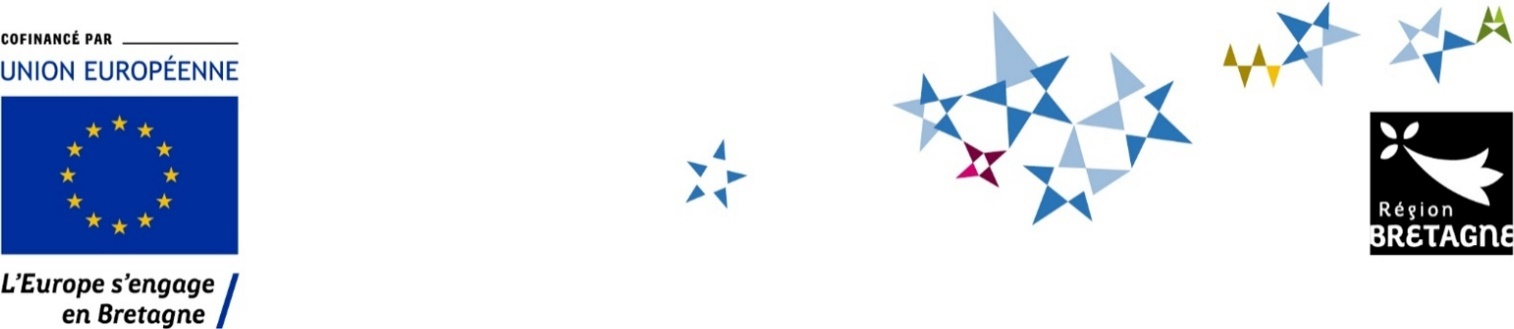 COFINANCÉ PAR
UNION EUROPÉENNE
L'Europe s'engage
en Bretagne
Région
BRETAGNE